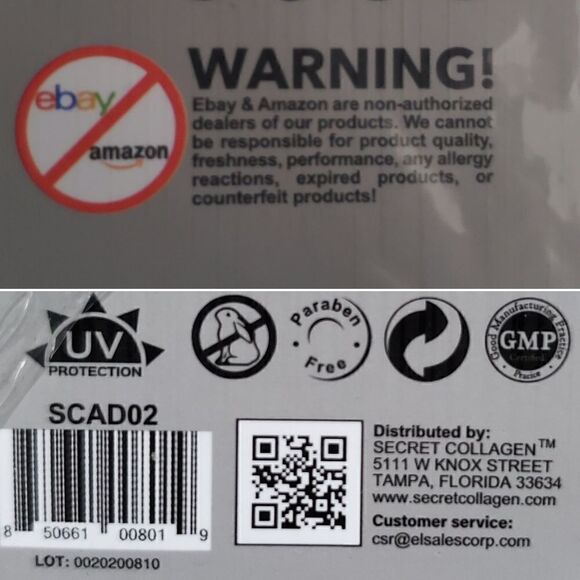 ebay
amazon
WARNING!
Ebay & Amazon are non-authorized
dealers of our products. We cannot
be responsible for product quality,
freshness, performance, any allergy
reactions, expired products, or
counterfeit products!
UV
PROTECTION
Paraben
Free
Good Manufacturing Practice
GMP
Certified
Practice
SCAD02
8 50661 00801 9
LOT: 0020200810
Distributed by:
SECRET COLLAGEN™
5111 W KNOX STREET
TAMPA, FLORIDA 33634
www.secretcollagen.com
Customer service:
csr@elsalescorp.com